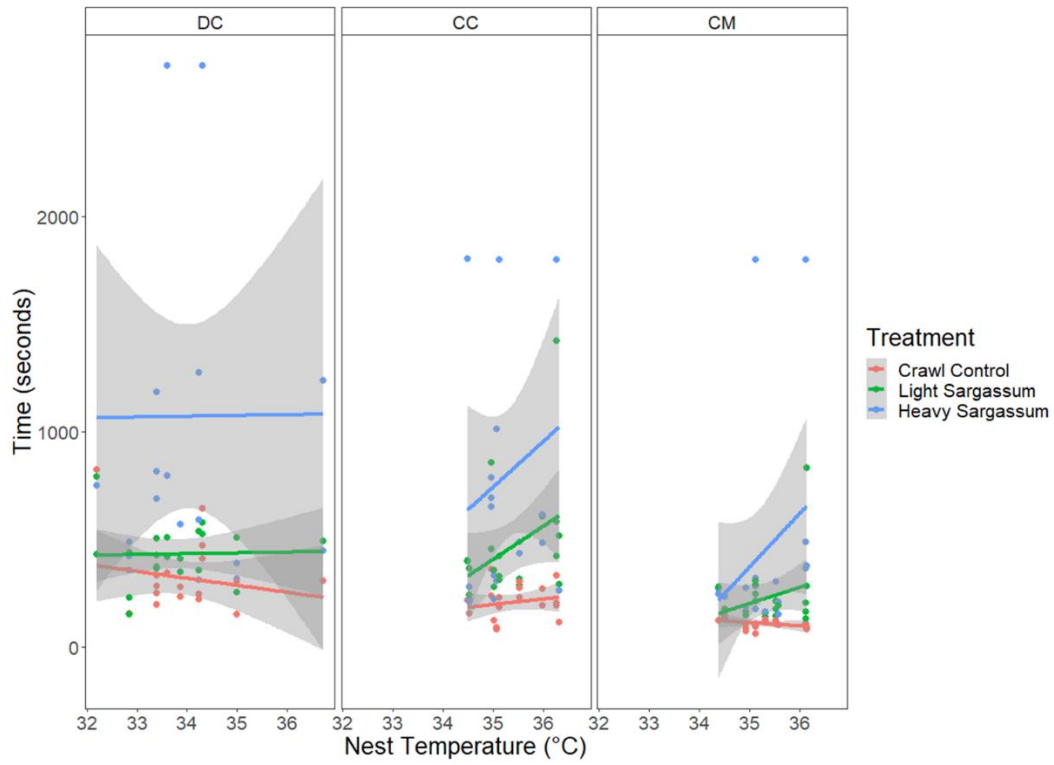 DC CC CM
2000
1000
0
Time (seconds)
32 33 34 35 36 32 33 34 35 36 32 33 34 35 36
Nest Temperature (°C)
Treatment
Crawl Control
Light Sargassum
Heavy Sargassum